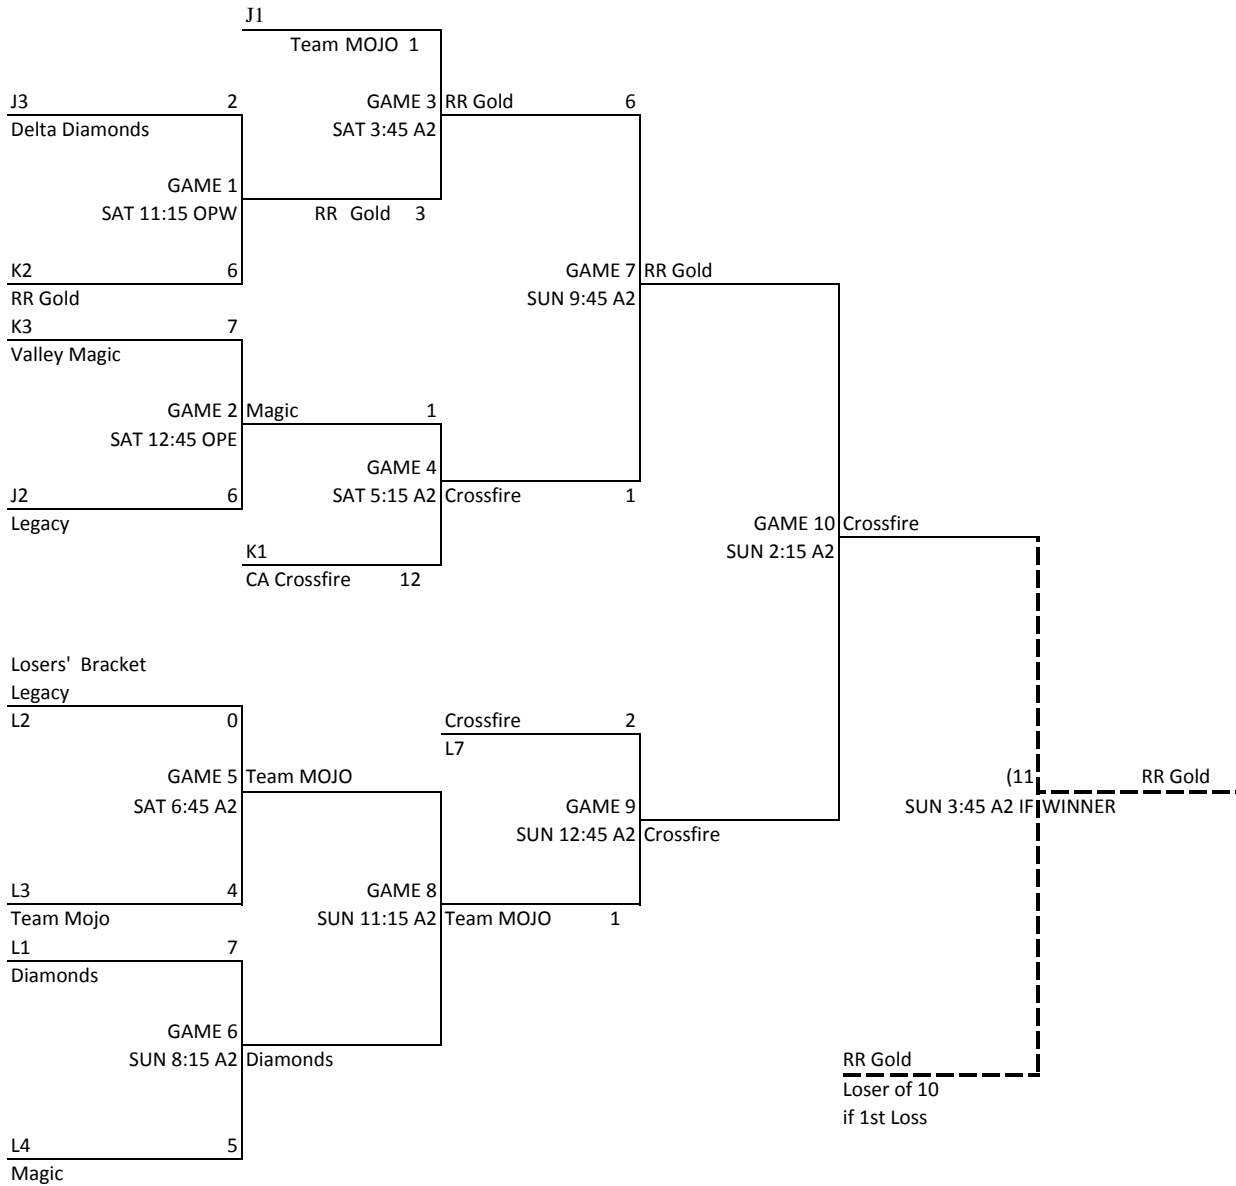 J1
Team MOJO 1
J3 2
GAME 3 RR Gold 6
Delta Diamonds
SAT 3:45 A2
GAME 1
SAT 11:15 OPW
RR Gold 3
K2 6
GAME 7 RR Gold
RR Gold
SUN 9:45 A2
K3 7
Valley Magic
GAME 2 Magic 1
SAT 12:45 OPE
GAME 4
J2 6
SAT 5:15 A2 Crossfire 1
Legacy
GAME 10 Crossfire
K1
SUN 2:15 A2
CA Crossfire 12
Losers' Bracket
Legacy
L2 0
Crossfire 2
L7
GAME 5 Team MOJO
(11 RR Gold
SAT 6:45 A2
GAME 9
SUN 3:45 A2 IF WINNER
SUN 12:45 A2 Crossfire
L3 4
GAME 8
Team Mojo
SUN 11:15 A2 Team MOJO 1
L1 7
Diamonds
GAME 6
SUN 8:15 A2 Diamonds
RR Gold
Loser of 10
if 1st Loss
L4 5
Magic